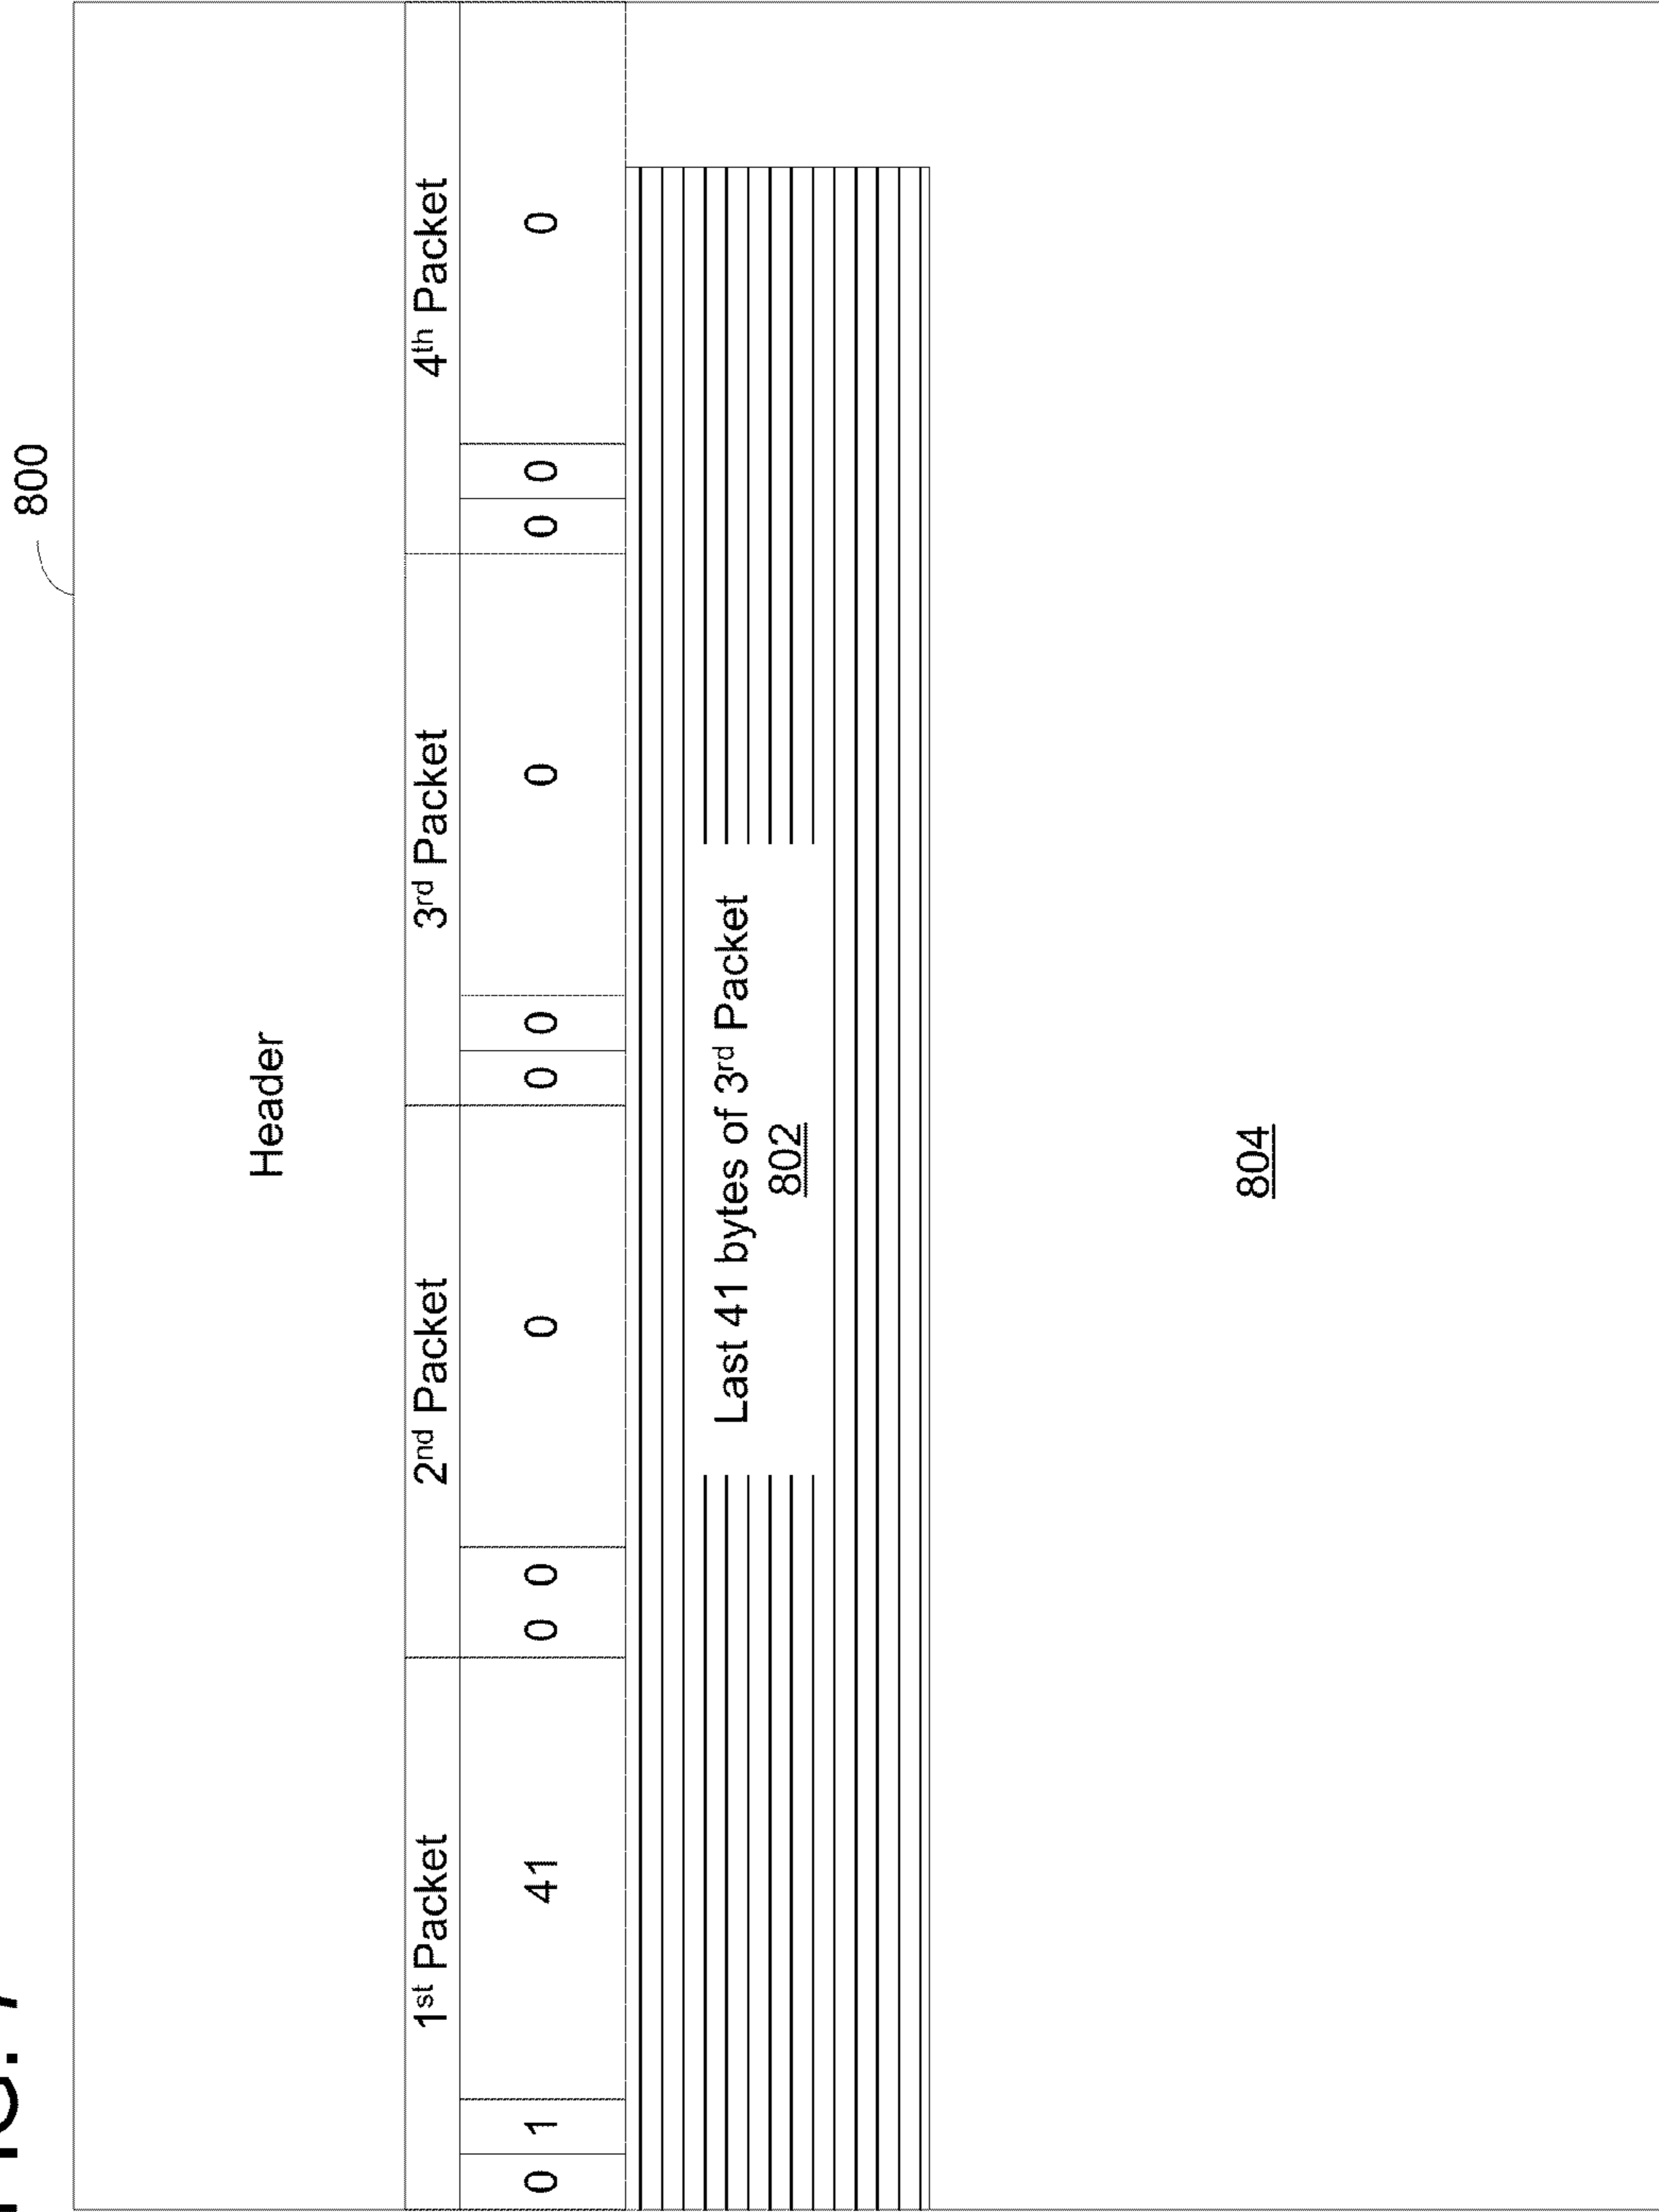 800
Header
1st Packet 2nd Packet 3rd Packet 4th Packet
0 1 41 0 0 0 0 0 0 0 0 0
Last 41 bytes of 3rd Packet
802
804